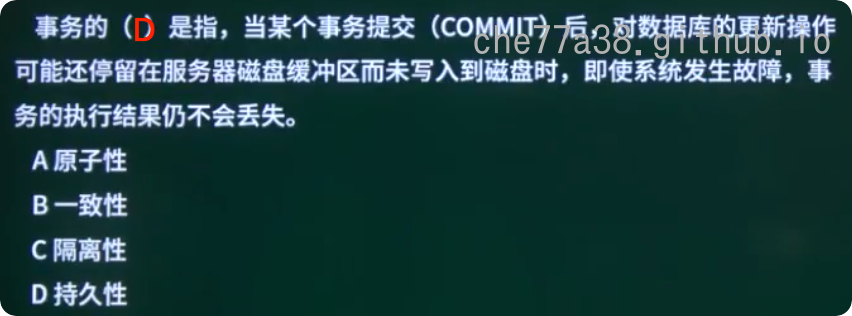 事务的（D）是指，当某个事务提交（COMMIT）后，对数据库的更新操作
che77a38.github.io
可能还停留在服务器磁盘缓冲区而未写入到磁盘时，即使系统发生故障，事
务的执行结果仍不会丢失。
A 原子性
B 一致性
C 隔离性
D 持久性